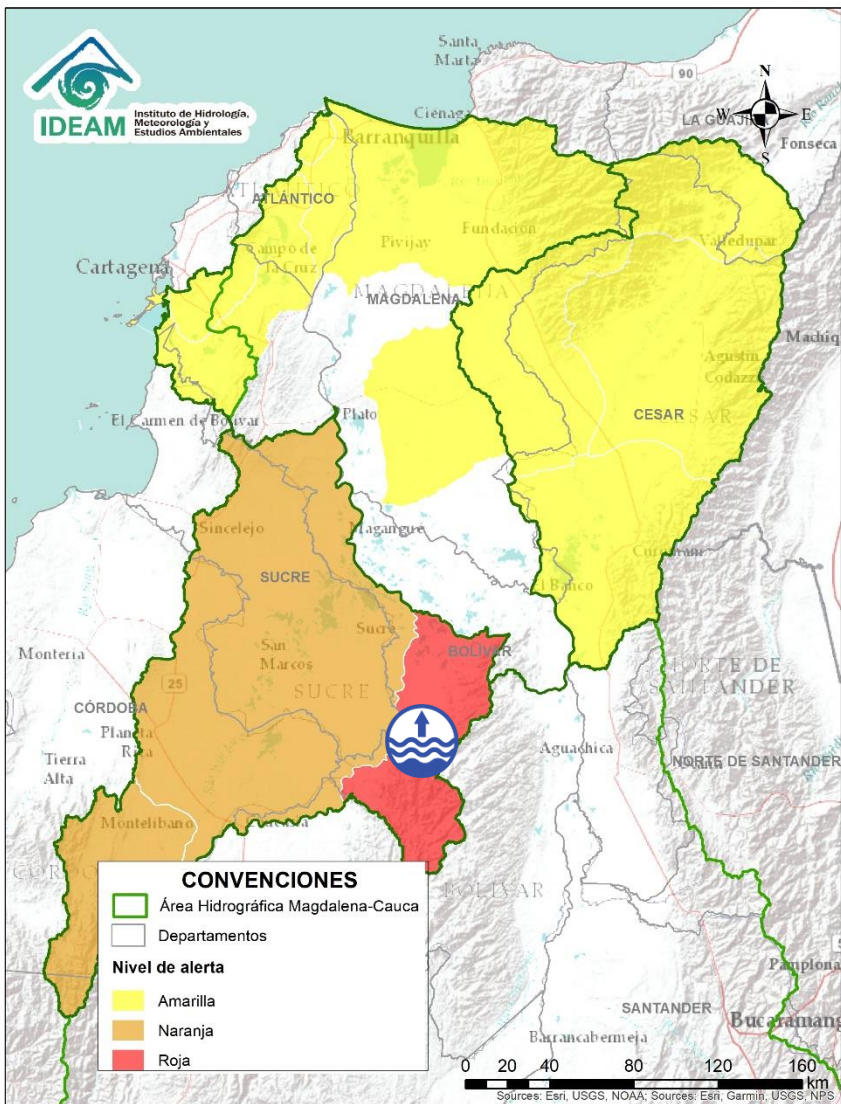 IDEAM
Instituto de Hidrología,
Meteorología y
Estudios Ambientales
Santa
Marta
90
N
W
E
S
LA GUAJIRA
Fonseca
Ciénaga
Barranquilla
ATLÁNTICO
Valledupar
Pivijay
Fundación
Campo de
la Cruz
Cartagena
MAGDALENA
MAGDALENA
Machiq
Agustín
Codazzi
CESAR
Plato
El Carmen de Bolívar
Sincelejo
Magangue
SUCRE
El Banco
Sucre
San
Marcos
BOLÍVAR
Montería
SUCRE
NORTE DE
SANTANDER
25
CÓRDOBA
Planeta
Rica
Tierra
Alta
Aguachica
NORTE DE SANTANDER
Montelíbano
BOLÍVAR
CONVENCIONES
Área Hidrográfica Magdalena-Cauca
Departamentos
Nivel de alerta
Amarilla
Naranja
Roja
Pamplona
SANTANDER
Bucaramang
Barrancabermeja
0 20 40 80 120 160
km
Sources: Esri, USGS, NOAA; Sources: Esri, Garmin, USGS, NPS